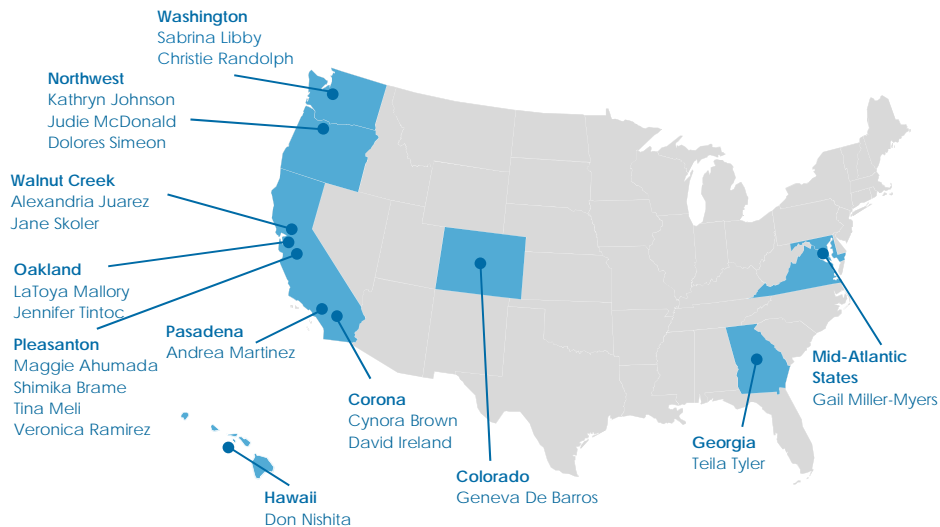 Washington
Sabrina Libby
Christie Randolph
Northwest
Kathryn Johnson
Judie McDonald
Dolores Simeon
Walnut Creek
Alexandria Juarez
Jane Skoler
Oakland
LaToya Mallory
Jennifer Tintoc
Pleasanton
Maggie Ahumada
Shimika Brame
Tina Meli
Veronica Ramirez
Pasadena
Andrea Martinez
Corona
Cynora Brown
David Ireland
Hawaii
Don Nishita
Colorado
Geneva De Barros
Georgia
Teila Tyler
Mid-Atlantic
States
Gail Miller-Myers